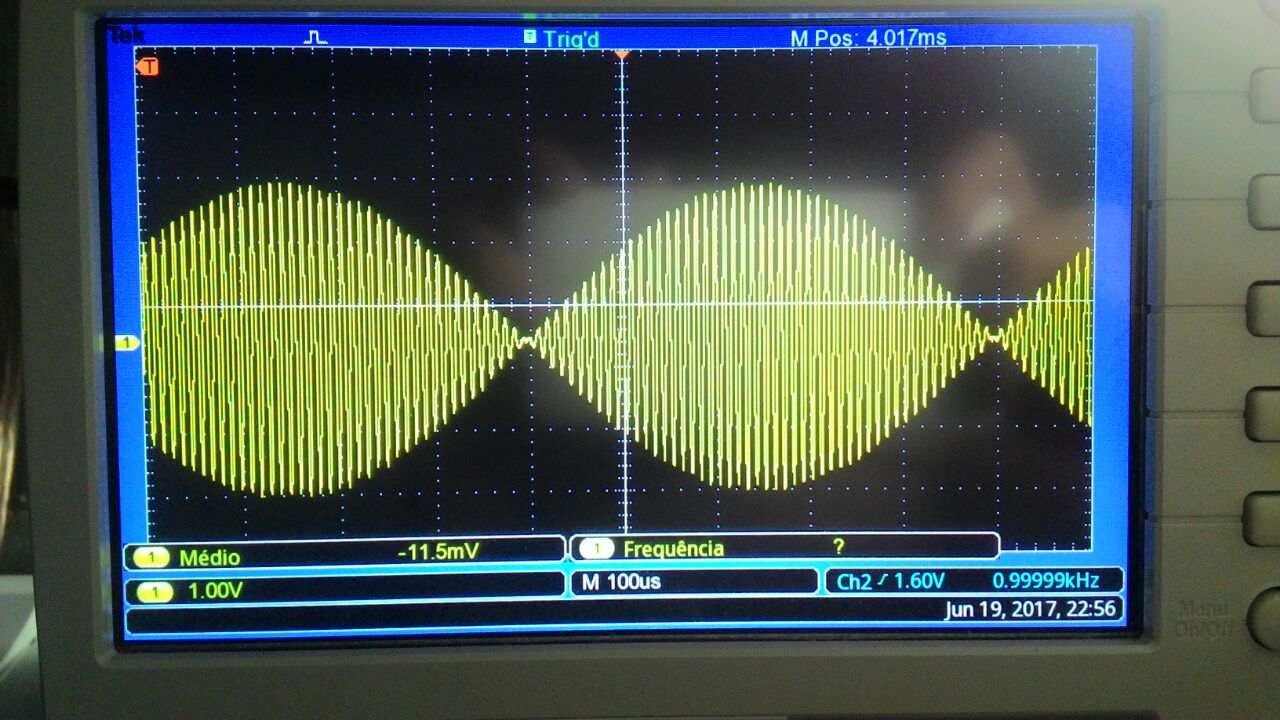 Tek T Trig'd M Pos: 4.017ms
T
1
1 Médio -11.5mV 1 Frequência ?
1 1.00V M 100us Ch2 1.60V 0.99999kHz
Jun 19, 2017, 22:56
Menu
On/Off